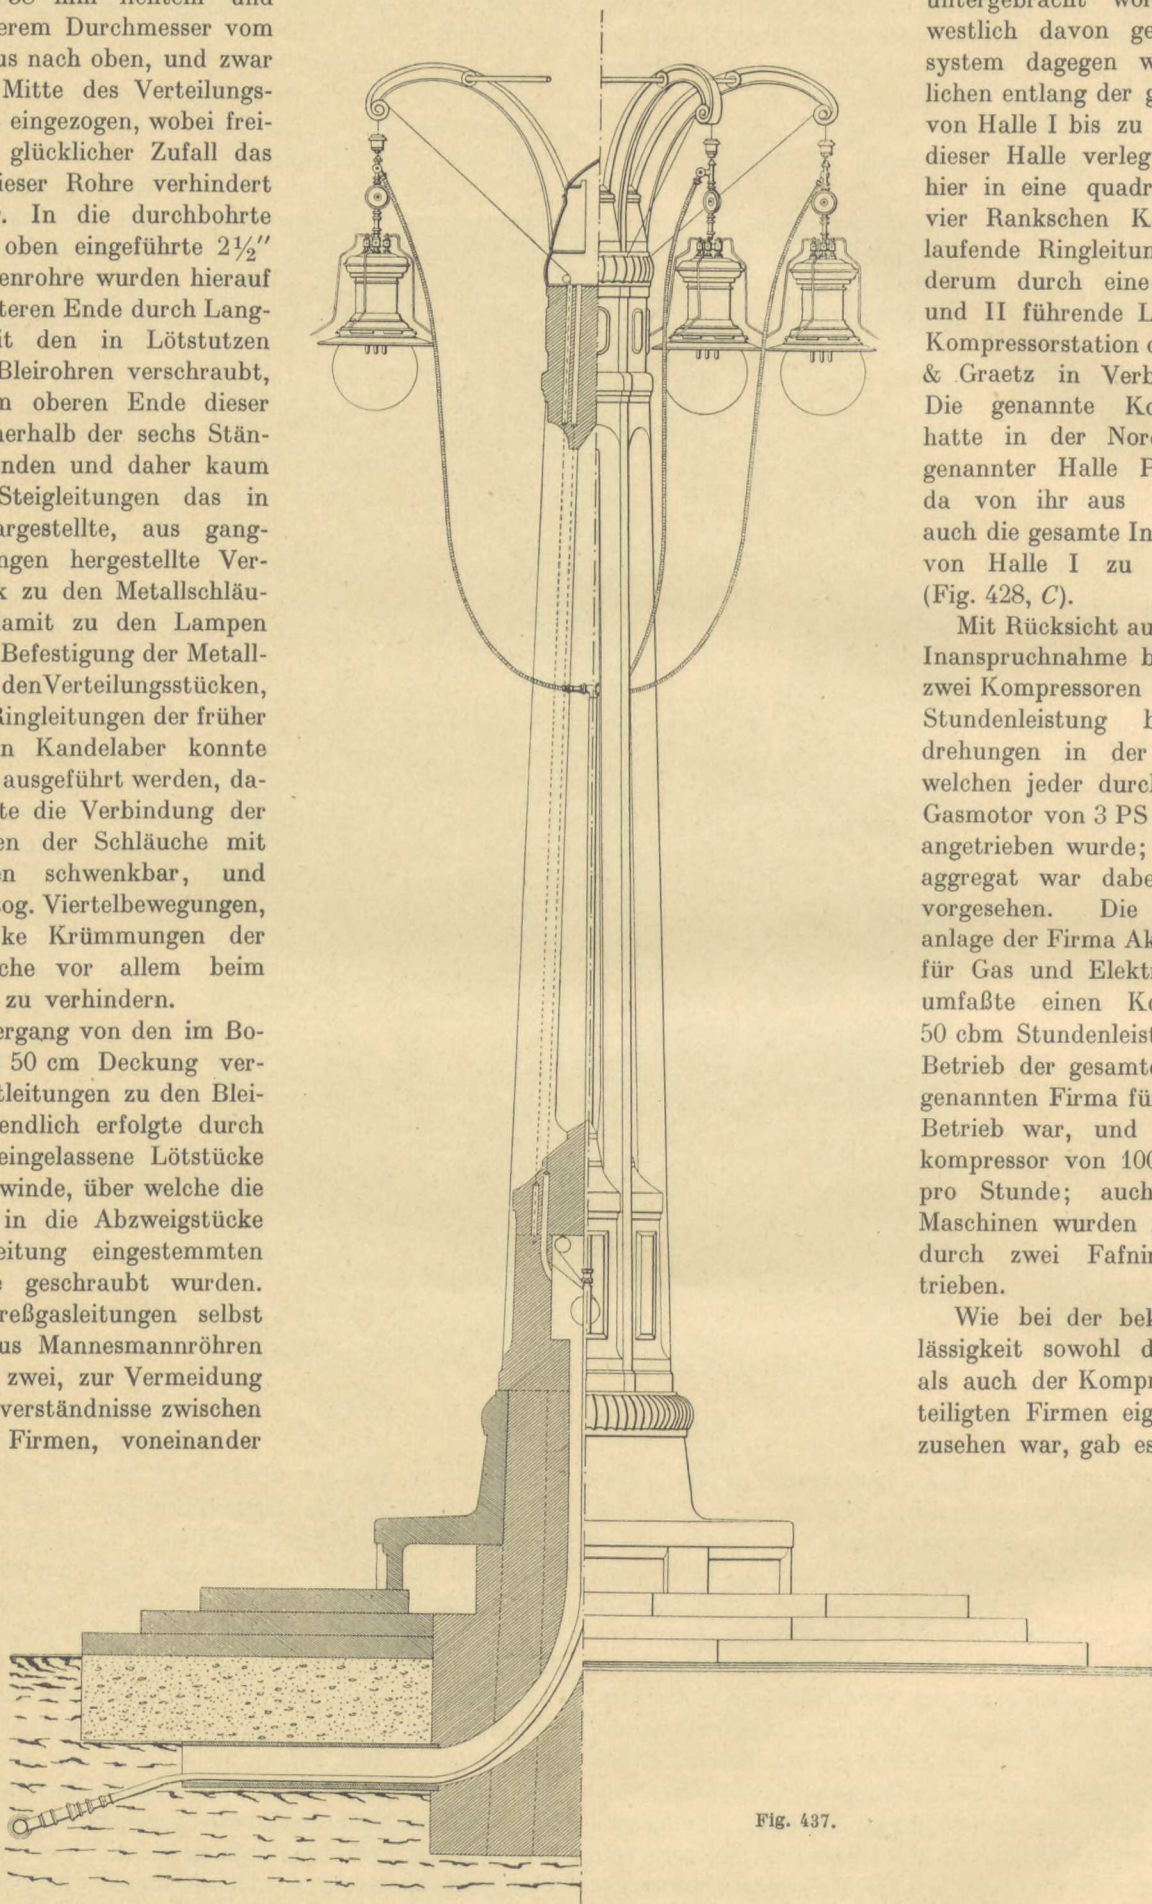 erem Durchmesser vom
us nach oben, und zwar
Mitte des Verteilungs-
eingezogen, wobei frei-
glücklicher Zufall das
ieser Rohre verhindert
In die durchbohrte
oben eingeführte 2½″
enrohre wurden hierauf
teren Ende durch Lang-
it den in Lötstutzen
Bleirohren verschraubt,
n oberen Ende dieser
nerhalb der sechs Stän-
nden und daher kaum
Steigleitungen das in
argestellte, aus gang-
ngen hergestellte Ver-
k zu den Metallschläu-
lamit zu den Lampen
Befestigung der Metall-
denVerteilungsstücken,
Ringleitungen der früher
n Kandelaber konnte
ausgeführt werden, da-
te die Verbindung der
en der Schläuche mit
n schwenkbar, und
og. Viertelbewegungen,
ke Krümmungen der
che vor allem beim
zu verhindern.
ergang von den im Bo-
50 cm Deckung ver-
tleitungen zu den Blei-
endlich erfolgte durch
eingelassene Lötstücke
winde, über welche die
in die Abzweigstücke
eitung eingestemmten
geschraubt wurden.
reßgasleitungen selbst
us Mannesmannröhren
zwei, zur Vermeidung
verständnisse zwischen
Firmen, voneinander
westlich davon ge
system dagegen w
lichen entlang der g
von Halle I bis zu
dieser Halle verleg
hier in eine quadr
vier Rankschen K
laufende Ringleitun
derum durch eine
und II führende L
Kompressorstation d
& Graetz in Verb
Die genannte Ko
hatte in der Nord
genannter Halle P
da von ihr aus
auch die gesamte In
von Halle I zu
(Fig. 428, C).
Mit Rücksicht au
Inanspruchnahme b
zwei Kompressoren
Stundenleistung b
drehungen in der
welchen jeder durch
Gasmotor von 3 PS
angetrieben wurde;
aggregat war dabe
vorgesehen. Die
anlage der Firma Ak
für Gas und Elektr
umfaßte einen Ko
50 cbm Stundenleist
Betrieb der gesamte
genannten Firma fü
Betrieb war, und
kompressor von 100
pro Stunde; auch
Maschinen wurden
durch zwei Fafnir
trieben.
Wie bei der bek
lässigkeit sowohl d
als auch der Kompr
teiligten Firmen eig
zusehen war, gab es
Fig. 437.